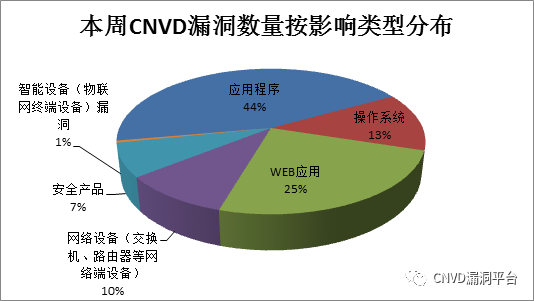 本周CNVD漏洞数量按影响类型分布
应用程序
44%
操作系统
13%
WEB应用
25%
网络设备（交换
机、路由器等网
络端设备）
10%
安全产品
7%
智能设备（物联
网终端设备）漏
洞
1%
CNVD漏洞平台